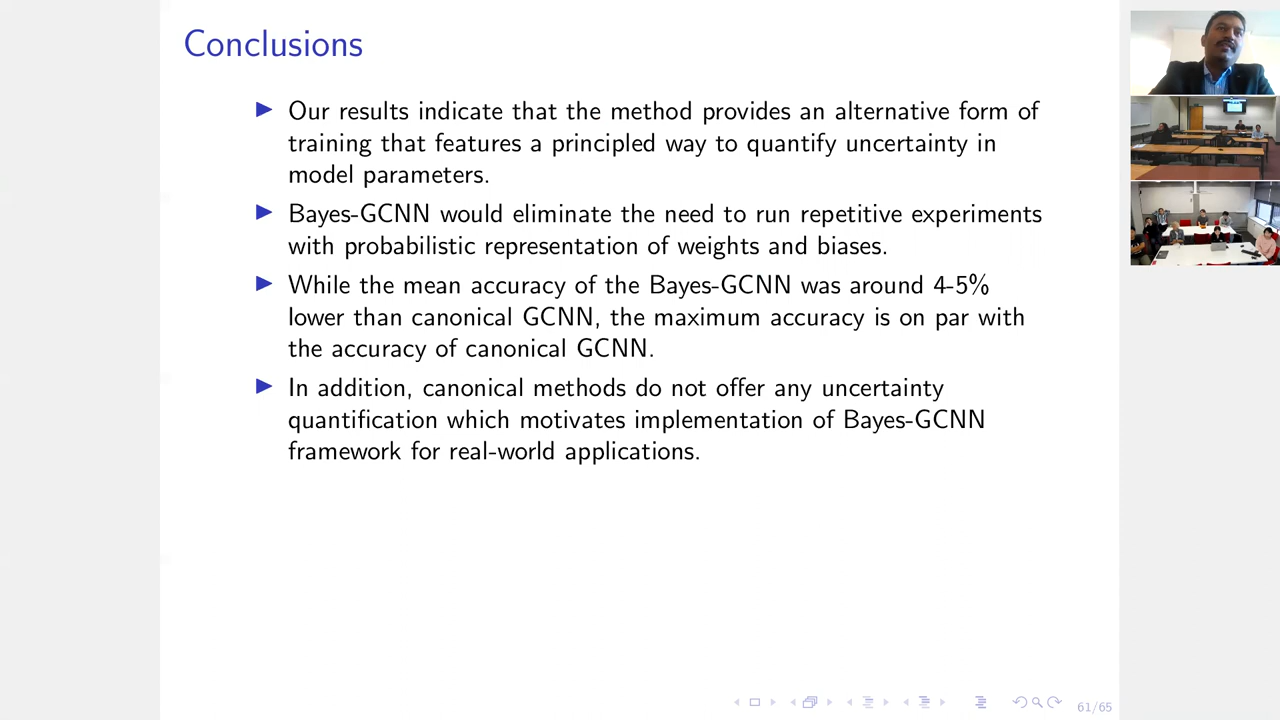 Conclusions
Our results indicate that the method provides an alternative form of
training that features a principled way to quantify uncertainty in
model parameters.
Bayes-GCNN would eliminate the need to run repetitive experiments
with probabilistic representation of weights and biases.
While the mean accuracy of the Bayes-GCNN was around 4-5%
lower than canonical GCNN, the maximum accuracy is on par with
the accuracy of canonical GCNN.
In addition, canonical methods do not offer any uncertainty
quantification which motivates implementation of Bayes-GCNN
framework for real-world applications.
61/65